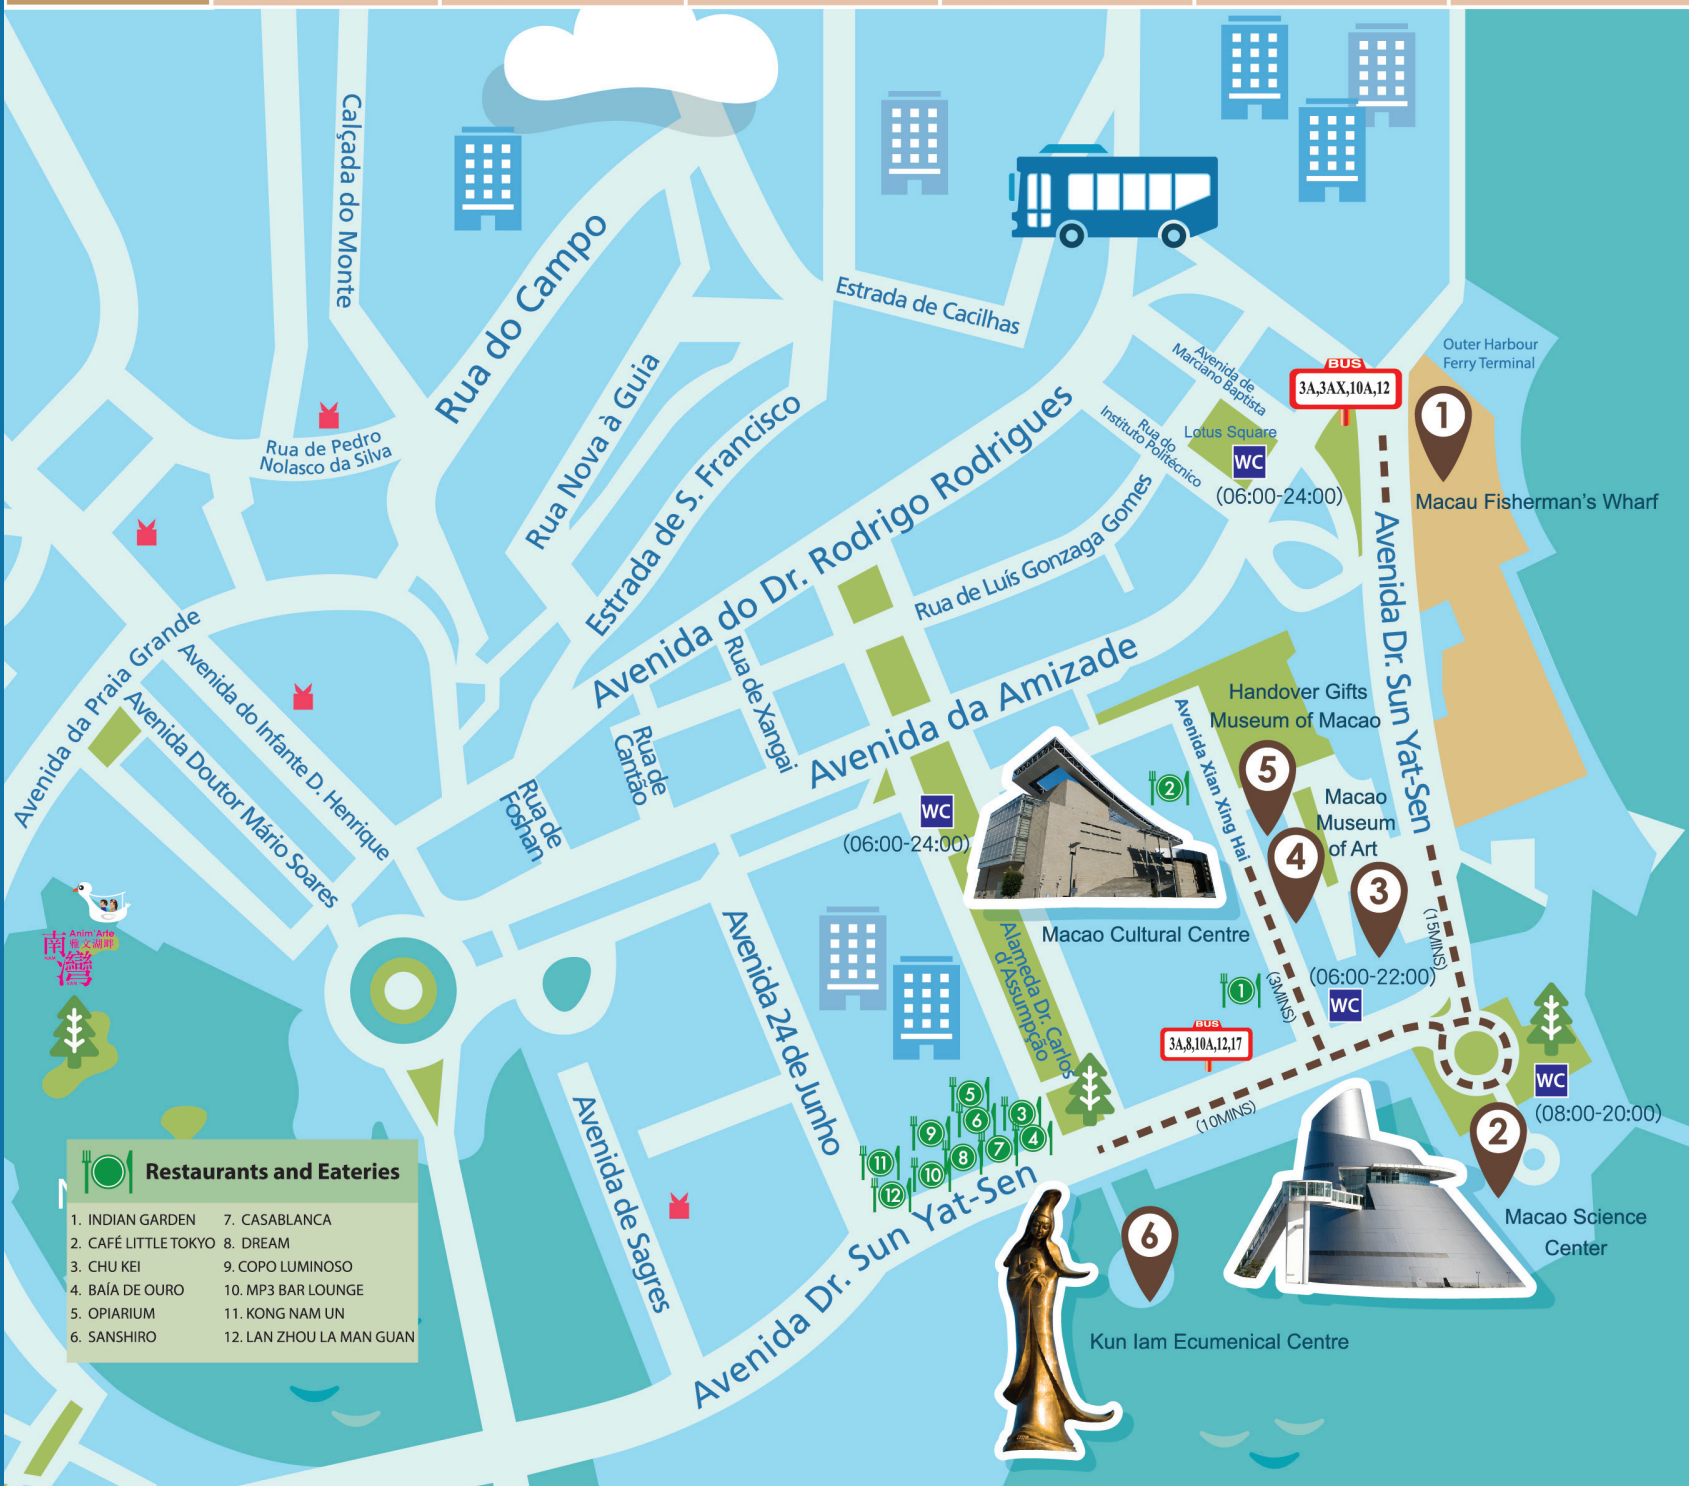 Calçada do Monte
Rua do Campo
Estrada de Cacilhas
Outer Harbour
Ferry Terminal
BUS
3A,3AX,10A,12
1
Avenida de
Marciano Baptista
Rua do
Instituto Politécnico
Lotus Square
WC
(06:00-24:00)
Macau Fisherman's Wharf
Rua de Pedro
Nolasco da Silva
Rua Nova à Guia
Estrada de S. Francisco
Avenida do Dr. Rodrigo Rodrigues
Rua de Luís Gonzaga Gomes
Avenida Dr. Sun Yat-Sen
Avenida da Praia Grande
Avenida do Infante D. Henrique
Avenida Doutor Mário Soares
Rua de Xangai
Rua de
Cantão
Rua de
Foshan
Avenida da Amizade
Handover Gifts
Museum of Macao
5
Avenida Xian Xing Hai
2
Macao
Museum
of Art
4
3
WC
(06:00-24:00)
Macao Cultural Centre
Anim'Arte
南
雅文湖畔
NAM
灣
VAN
Avenida 24 de Junho
Alameda Dr. Carlos
d'Assumpção
1
(3MINS)
(15MINS)
(06:00-22:00)
WC
BUS
3A,8,10A,12,17
WC
(08:00-20:00)
(10MINS)
2
Macao Science
Center
Avenida de Sagres
5
3
6
4
9
7
8
11
10
12
Avenida Dr. Sun Yat-Sen
6
Kun Iam Ecumenical Centre
N
Restaurants and Eateries
1. INDIAN GARDEN
2. CAFÉ LITTLE TOKYO
3. CHU KEI
4. BAÍA DE OURO
5. OPIARIUM
6. SANSHIRO
7. CASABLANCA
8. DREAM
9. COPO LUMINOSO
10. MP3 BAR LOUNGE
11. KONG NAM UN
12. LAN ZHOU LA MAN GUAN